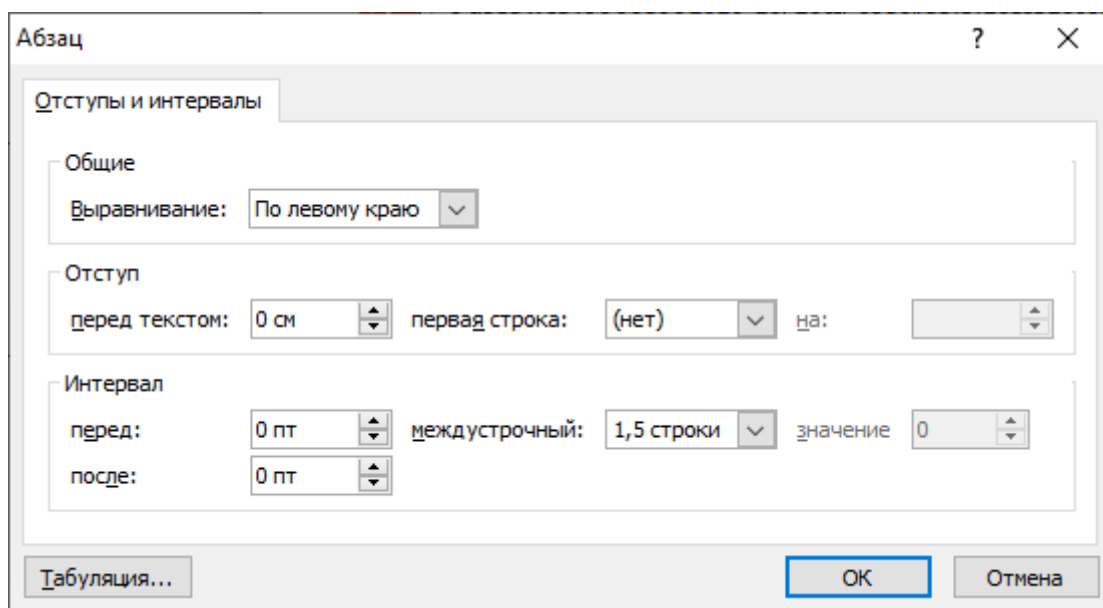 Абзац ? ×
Отступы и интервалы
Общие
Выравнивание: По левому краю
Отступ
перед текстом: 0 см первая строка: (нет) на:
Интервал
перед: 0 пт междустрочный: 1,5 строки значение 0
после: 0 пт
Табуляция... ОК Отмена